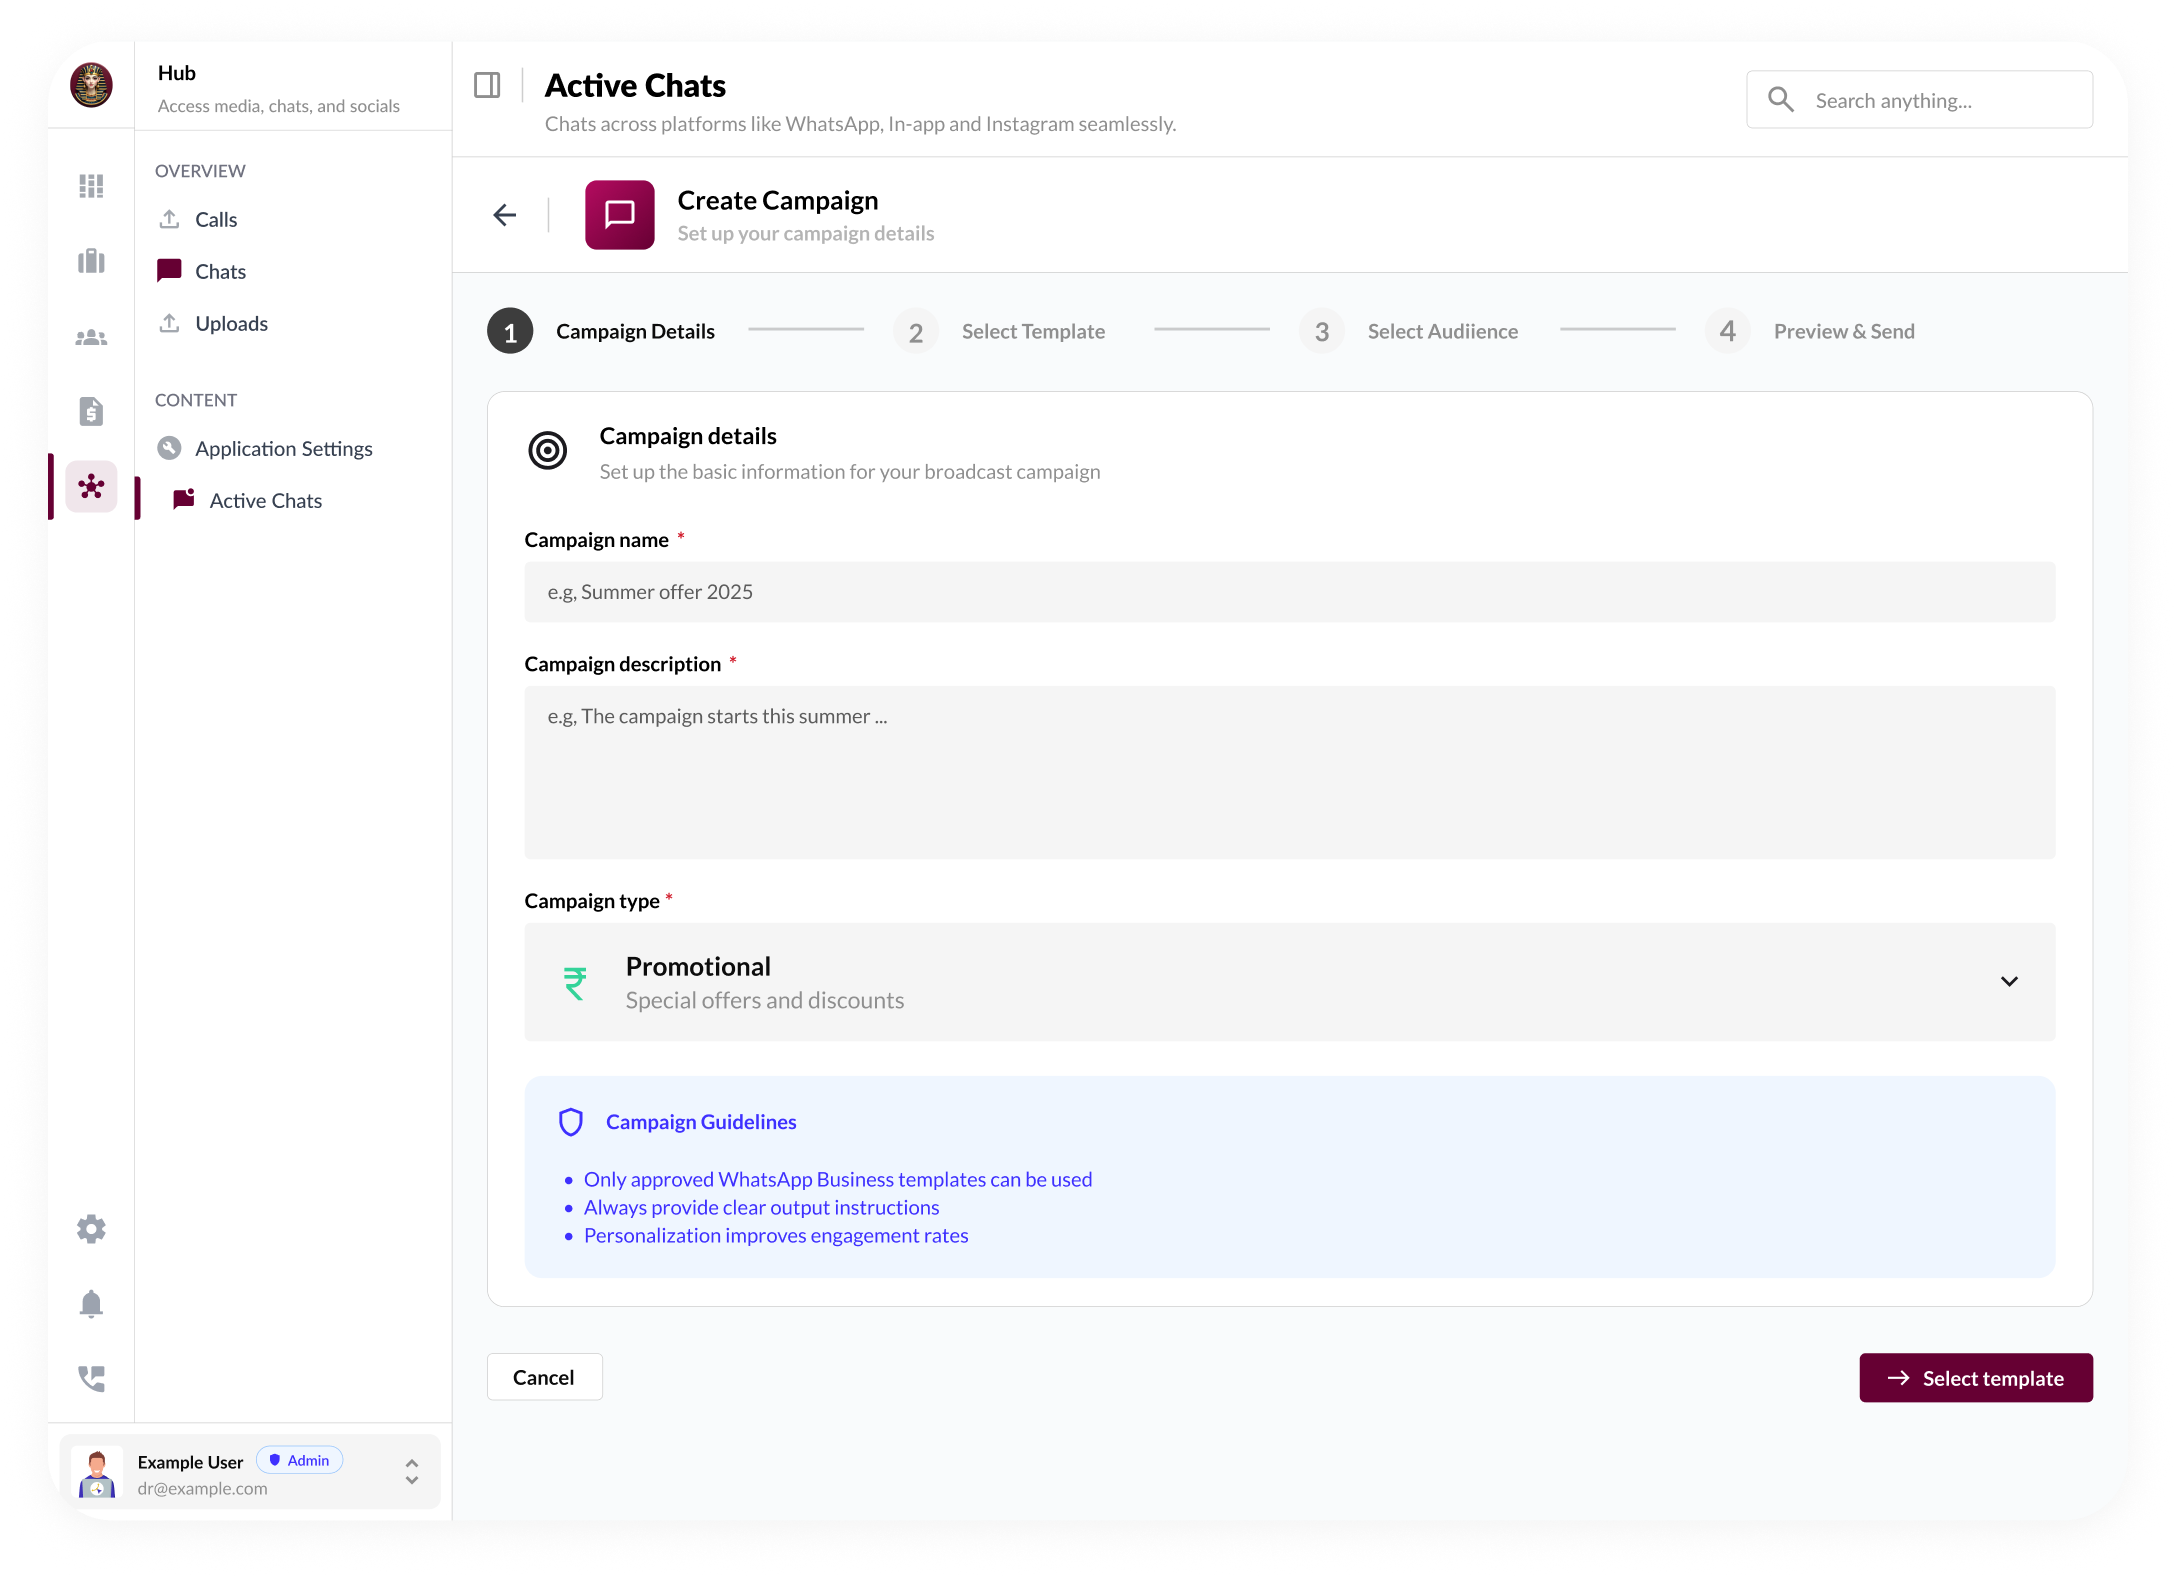 Hub
Access media, chats, and socials
OVERVIEW
Calls
Chats
Uploads
CONTENT
Application Settings
Active Chats
Example User
Admin
dr@example.com
Active Chats
Chats across platforms like WhatsApp, In-app and Instagram seamlessly.
Search anything...
Create Campaign
Set up your campaign details
1 Campaign Details
2 Select Template
3 Select Audiience
4 Preview & Send
Campaign details
Set up the basic information for your broadcast campaign
Campaign name *
e.g, Summer offer 2025
Campaign description *
e.g, The campaign starts this summer ...
Campaign type *
₹
Promotional
Special offers and discounts
Campaign Guidelines
• Only approved WhatsApp Business templates can be used
• Always provide clear output instructions
• Personalization improves engagement rates
Cancel
Select template